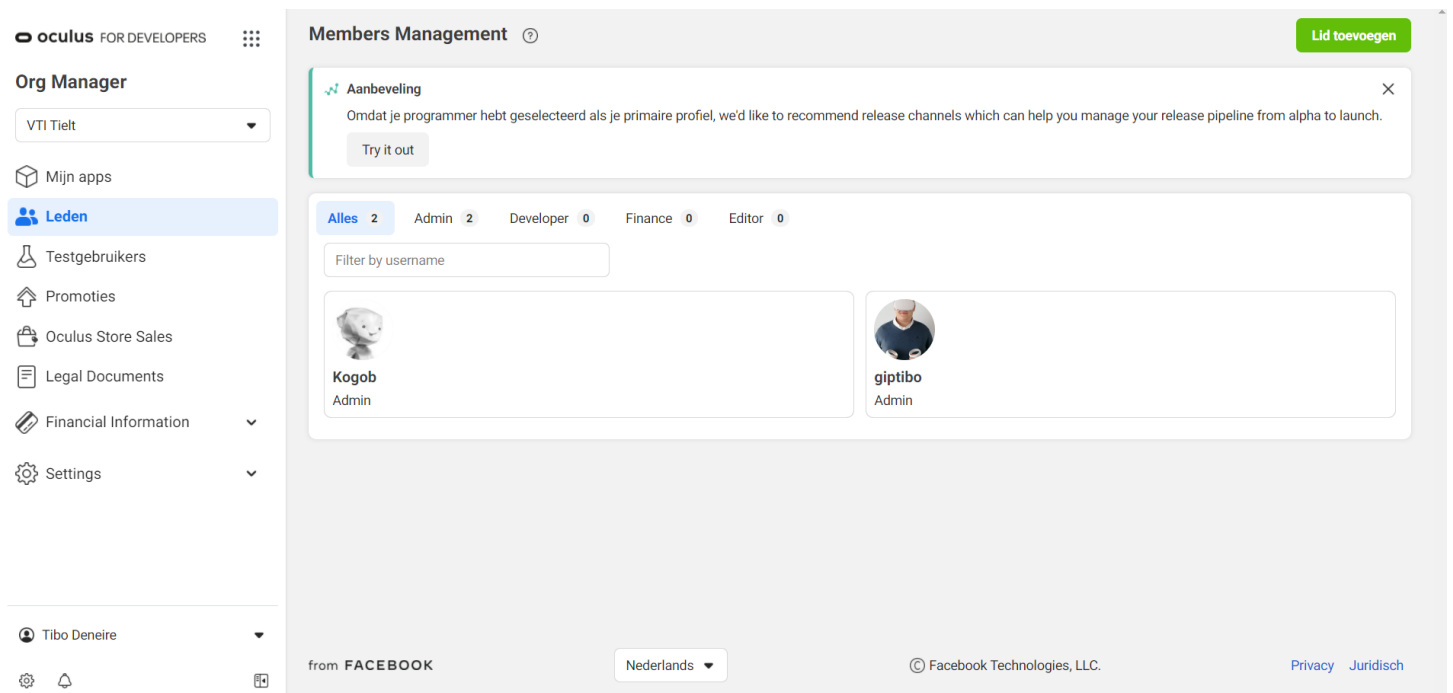 oculus FOR DEVELOPERS
Org Manager
VTI Tielt
Mijn apps
Leden
Testgebruikers
Promoties
Oculus Store Sales
Legal Documents
Financial Information
Settings
Tibo Deneire
Members Management ?
Lid toevoegen
Aanbeveling
Omdat je programmer hebt geselecteerd als je primaire profiel, we'd like to recommend release channels which can help you manage your release pipeline from alpha to launch.
Try it out
Alles 2 Admin 2 Developer 0 Finance 0 Editor 0
Filter by username
Kogob
Admin
giptibo
Admin
from FACEBOOK
Nederlands
© Facebook Technologies, LLC.
Privacy Juridisch